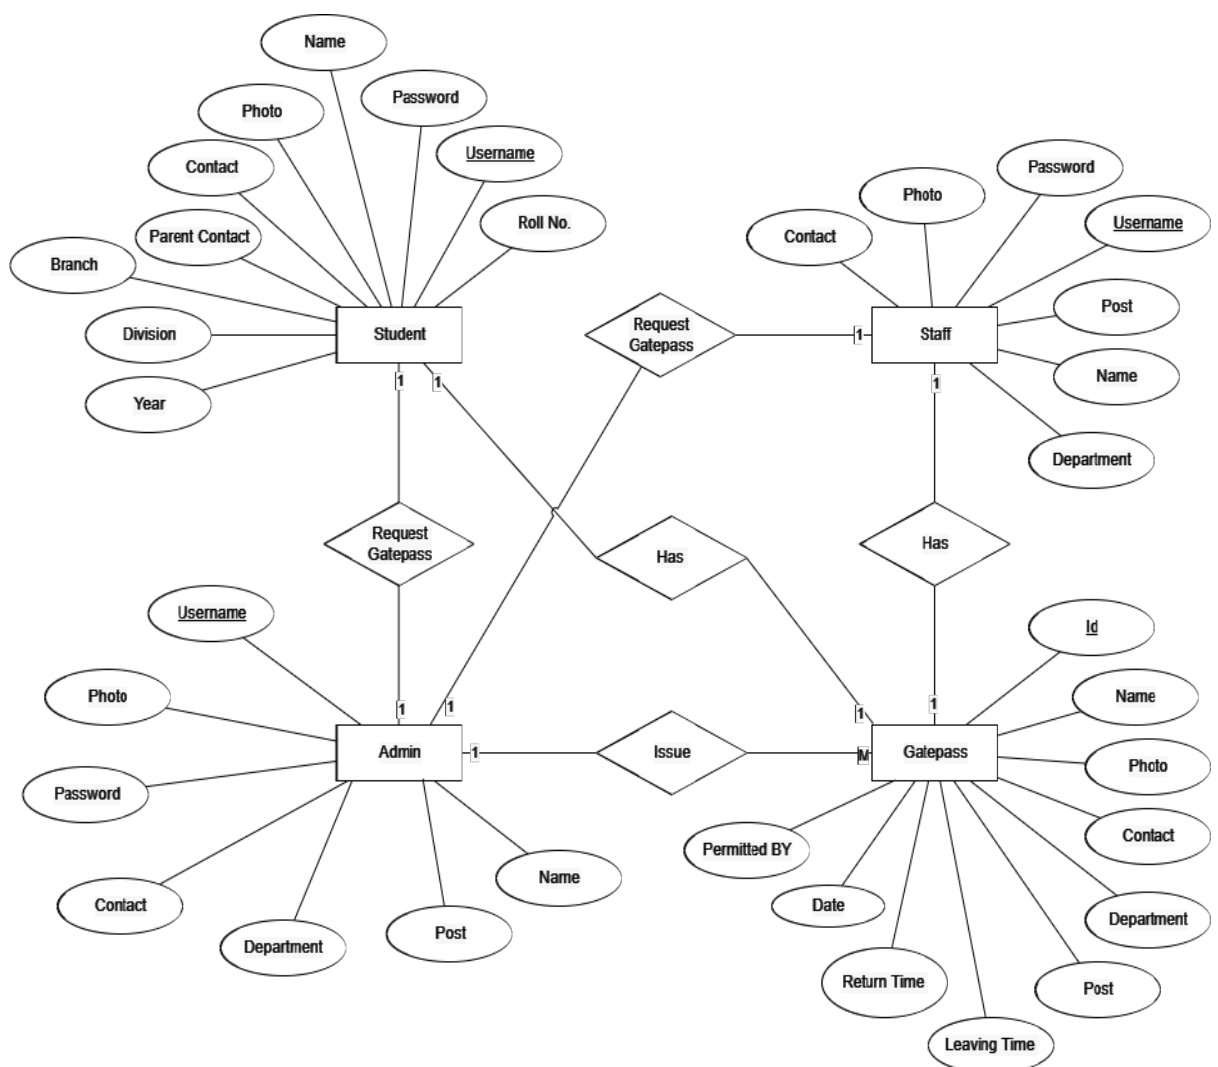 Name
Password
Photo
Username
Contact
Roll No.
Parent Contact
Branch
Division
Student
Year
Password
Photo
Username
Contact
Post
Staff
Name
Department
Request
Gatepass
1
1
1
1
Request
Gatepass
Has
Has
Username
Photo
Password
Contact
Department
Post
Name
Admin
1
1
1
Issue
M
1
1
Gatepass
Id
Name
Photo
Contact
Department
Post
Leaving Time
Return Time
Date
Permitted BY